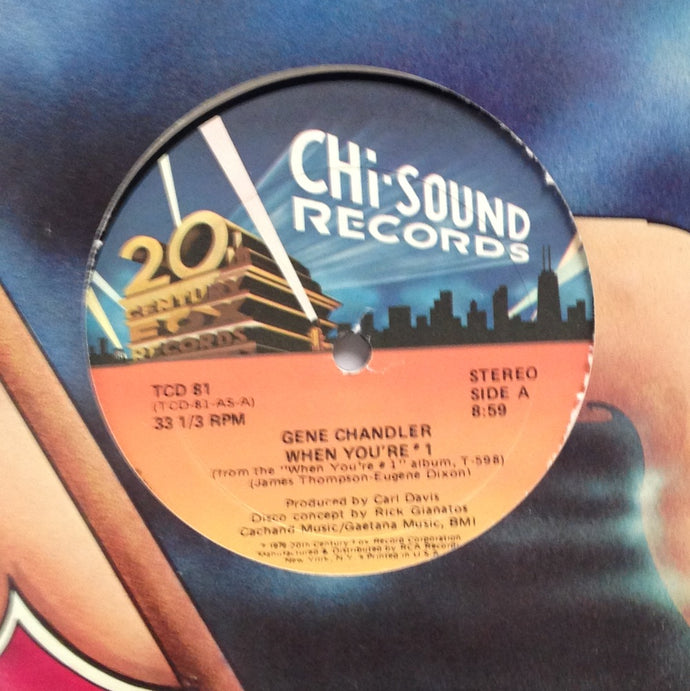 CHi-SOUND
RECORDS
20th
CENTURY
FOX
RECORDS
TCD 81
(TCD-81-AS-A)
33 1/3 RPM
STEREO
SIDE A
8:59
GENE CHANDLER
WHEN YOU'RE #1
(from the "When You're #1" album, T-598)
(James Thompson-Eugene Dixon)
Produced by Carl Davis
Disco concept by Rick Gianatos
Cachand Music/Gaetana Music, BMI
1979 20th Century Fox Record Corporation
Manufactured & Distributed by RCA Records
New York, N.Y. • Printed in U.S.A.